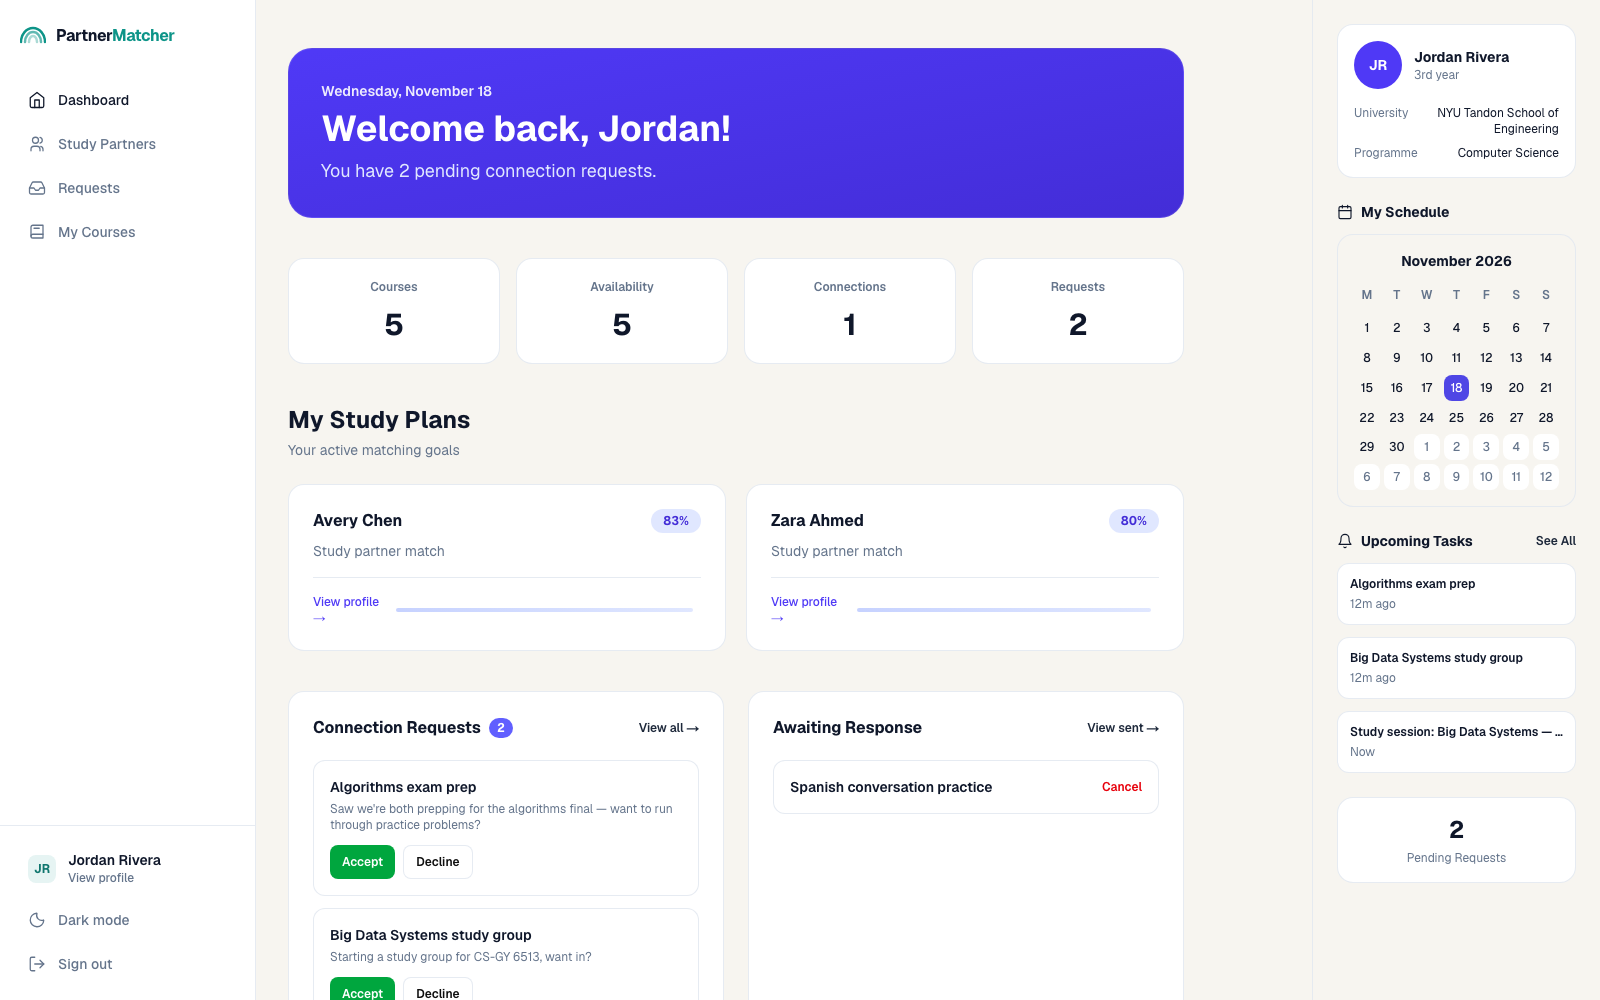 PartnerMatcher
Dashboard
Study Partners
Requests
My Courses
JR
Jordan Rivera
View profile
Dark mode
Sign out
Wednesday, November 18
Welcome back, Jordan!
You have 2 pending connection requests.
Courses
5
Availability
5
Connections
1
Requests
2
My Study Plans
Your active matching goals
Avery Chen
83%
Study partner match
View profile
→
Zara Ahmed
80%
Study partner match
View profile
→
Connection Requests 2
View all →
Algorithms exam prep
Saw we're both prepping for the algorithms final — want to run
through practice problems?
Accept
Decline
Big Data Systems study group
Starting a study group for CS-GY 6513, want in?
Accept
Decline
Awaiting Response
View sent →
Spanish conversation practice
Cancel
JR
Jordan Rivera
3rd year
University
NYU Tandon School of
Engineering
Programme
Computer Science
My Schedule
November 2026
M T W T F S S
1 2 3 4 5 6 7
8 9 10 11 12 13 14
15 16 17 18 19 20 21
22 23 24 25 26 27 28
29 30 1 2 3 4 5
6 7 8 9 10 11 12
Upcoming Tasks
See All
Algorithms exam prep
12m ago
Big Data Systems study group
12m ago
Study session: Big Data Systems — ...
Now
2
Pending Requests